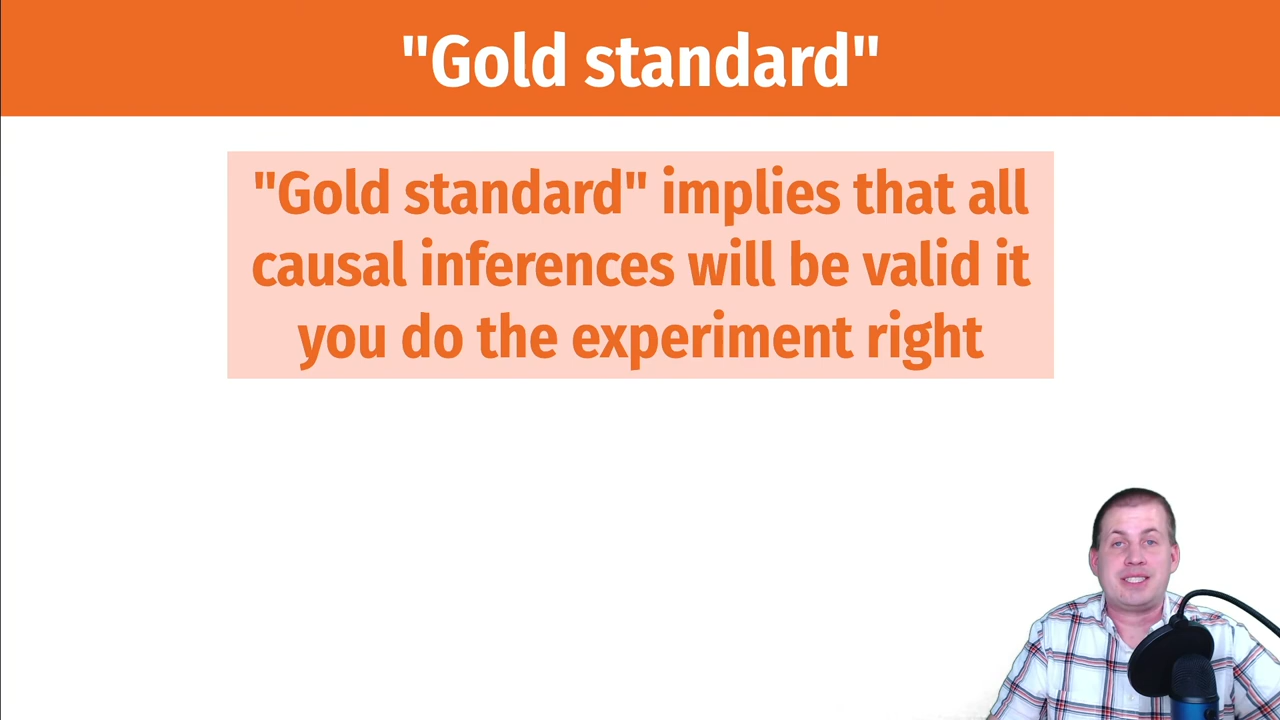 "Gold standard"
"Gold standard" implies that all
causal inferences will be valid it
you do the experiment right